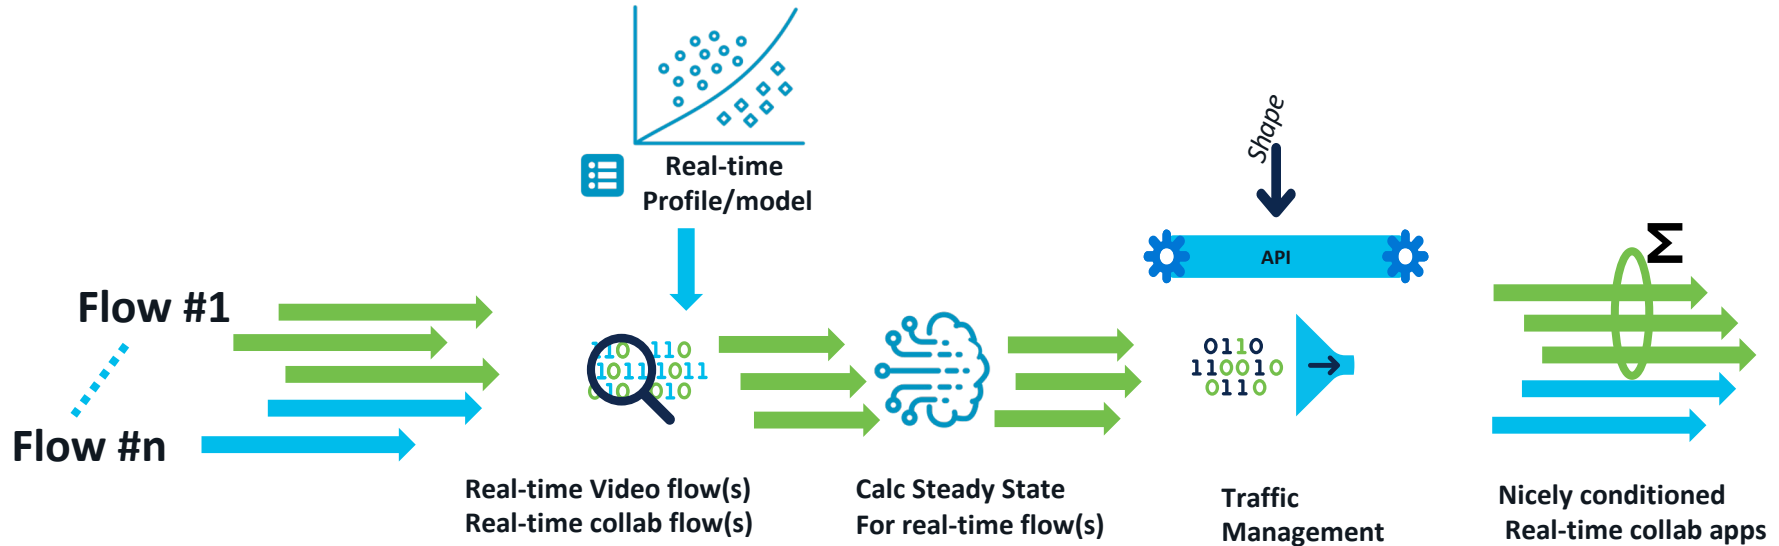 Real-time
Profile/model
Shape
API
Σ
Flow #1
Flow #n
110 110
1011 1011
010 010
0110
110010
0110
Real-time Video flow(s)
Real-time collab flow(s)
Calc Steady State
For real-time flow(s)
Traffic
Management
Nicely conditioned
Real-time collab apps